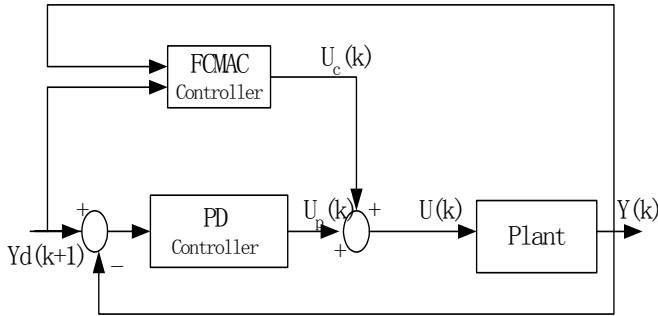 FCMAC
Controller
U_c(k)
+
PD
Controller
U_p(k)
+
+
U(k)
Plant
Y(k)
Yd(k+1)
−